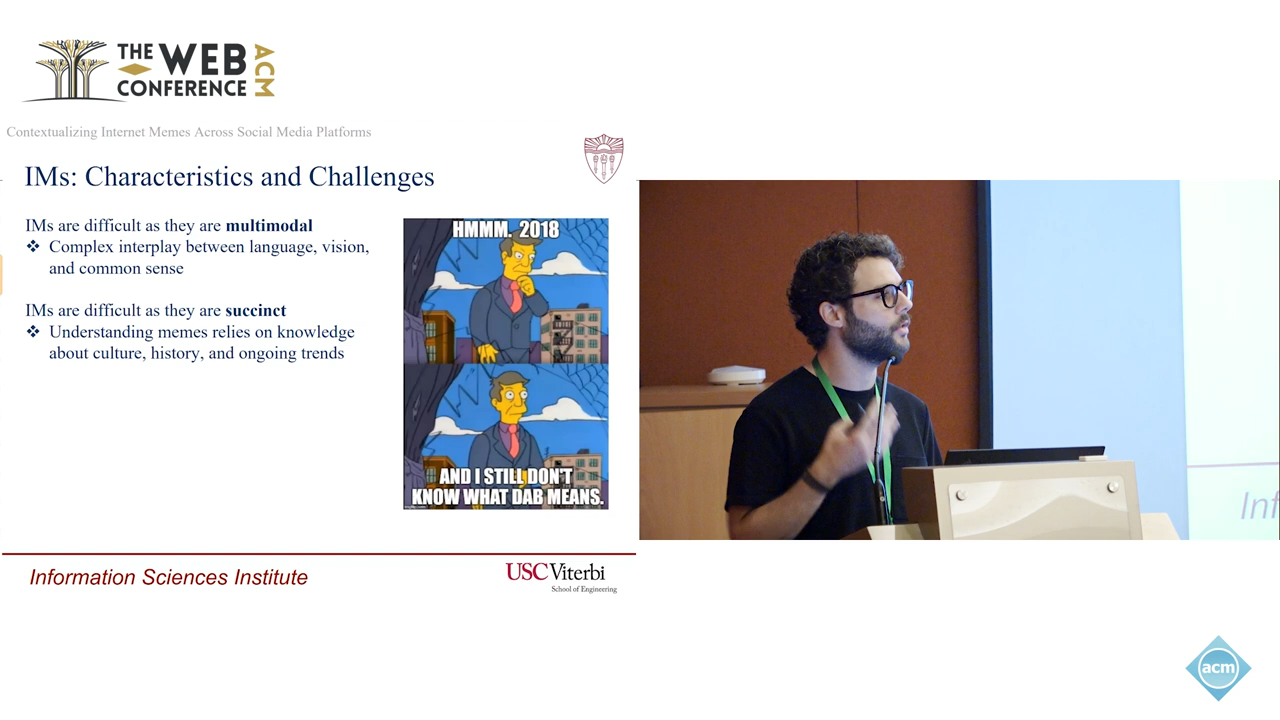 THE WEB
CONFERENCE
ACM
Contextualizing Internet Memes Across Social Media Platforms
IMs: Characteristics and Challenges
IMs are difficult as they are multimodal
❖ Complex interplay between language, vision,
and common sense
IMs are difficult as they are succinct
❖ Understanding memes relies on knowledge
about culture, history, and ongoing trends
HMMM. 2018
AND I STILL DON'T
KNOW WHAT DAB MEANS.
Information Sciences Institute
USC Viterbi
School of Engineering
Inf
acm